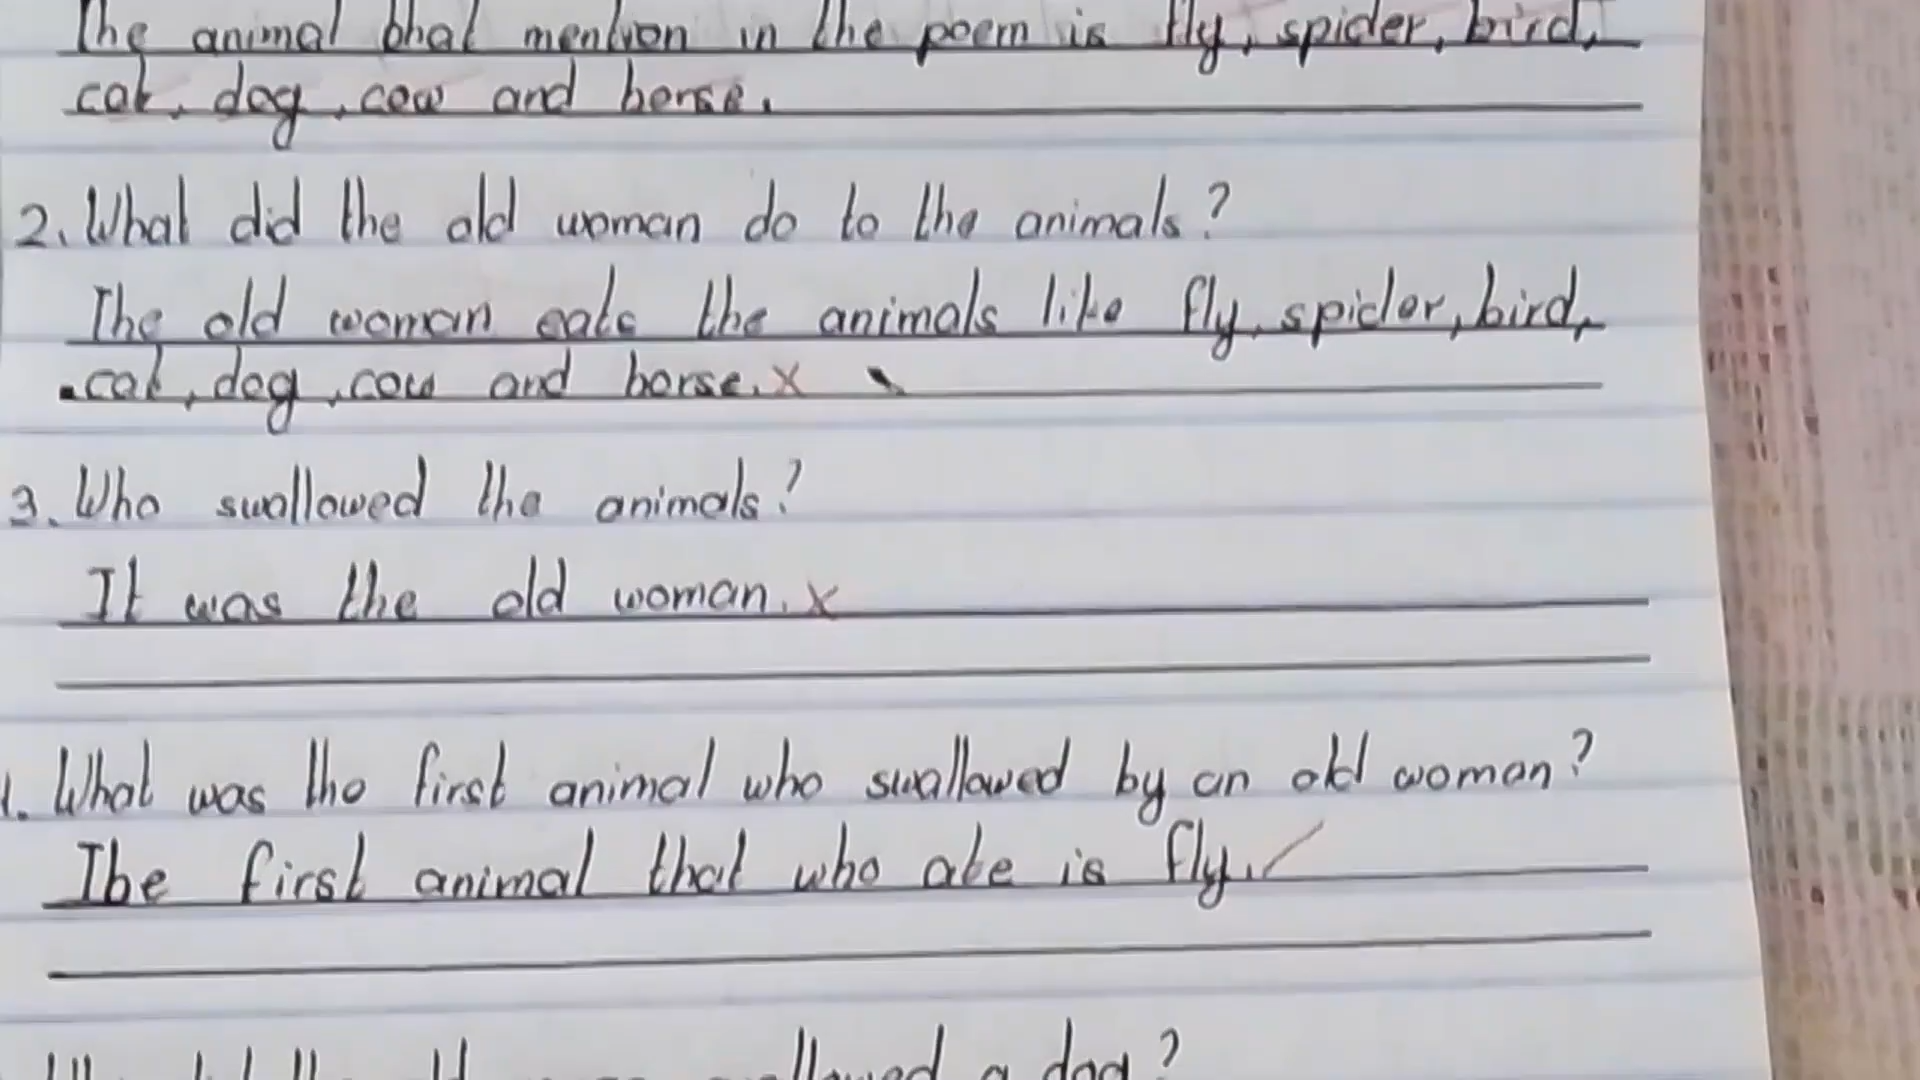 The animal that mention in the poem is fly, spider, bird,
cat, dog, cow and horse.
2. What did the old woman do to the animals?
The old woman eats the animals like fly, spider, bird,
cat, dog, cow and horse. x
3. Who swallowed the animals?
It was the old woman. x
1. What was the first animal who swallowed by an old woman?
The first animal that who ate is fly. ✓
swallowed a dog?